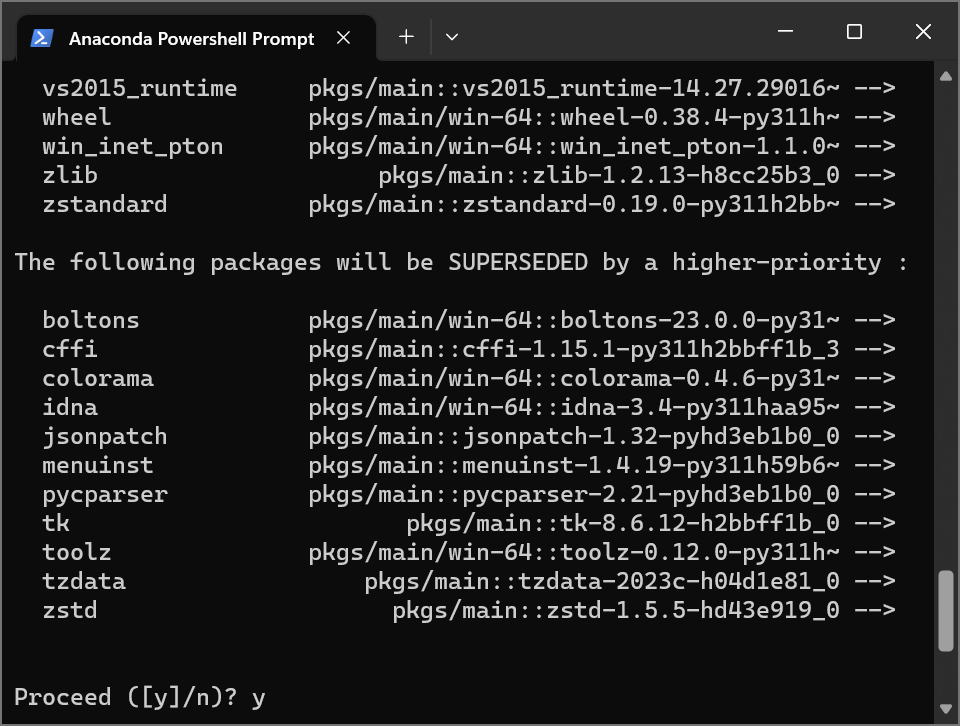 Anaconda Powershell Prompt
vs2015_runtime pkgs/main::vs2015_runtime-14.27.29016~ -->
wheel pkgs/main/win-64::wheel-0.38.4-py311h~ -->
win_inet_pton pkgs/main/win-64::win_inet_pton-1.1.0~ -->
zlib pkgs/main::zlib-1.2.13-h8cc25b3_0 -->
zstandard pkgs/main::zstandard-0.19.0-py311h2bb~ -->
The following packages will be SUPERSEDED by a higher-priority :
boltons pkgs/main/win-64::boltons-23.0.0-py31~ -->
cffi pkgs/main::cffi-1.15.1-py311h2bbff1b_3 -->
colorama pkgs/main/win-64::colorama-0.4.6-py31~ -->
idna pkgs/main/win-64::idna-3.4-py311haa95~ -->
jsonpatch pkgs/main::jsonpatch-1.32-pyhd3eb1b0_0 -->
menuinst pkgs/main::menuinst-1.4.19-py311h59b6~ -->
pycparser pkgs/main::pycparser-2.21-pyhd3eb1b0_0 -->
tk pkgs/main::tk-8.6.12-h2bbff1b_0 -->
toolz pkgs/main/win-64::toolz-0.12.0-py311h~ -->
tzdata pkgs/main::tzdata-2023c-h04d1e81_0 -->
zstd pkgs/main::zstd-1.5.5-hd43e919_0 -->
Proceed ([y]/n)? y